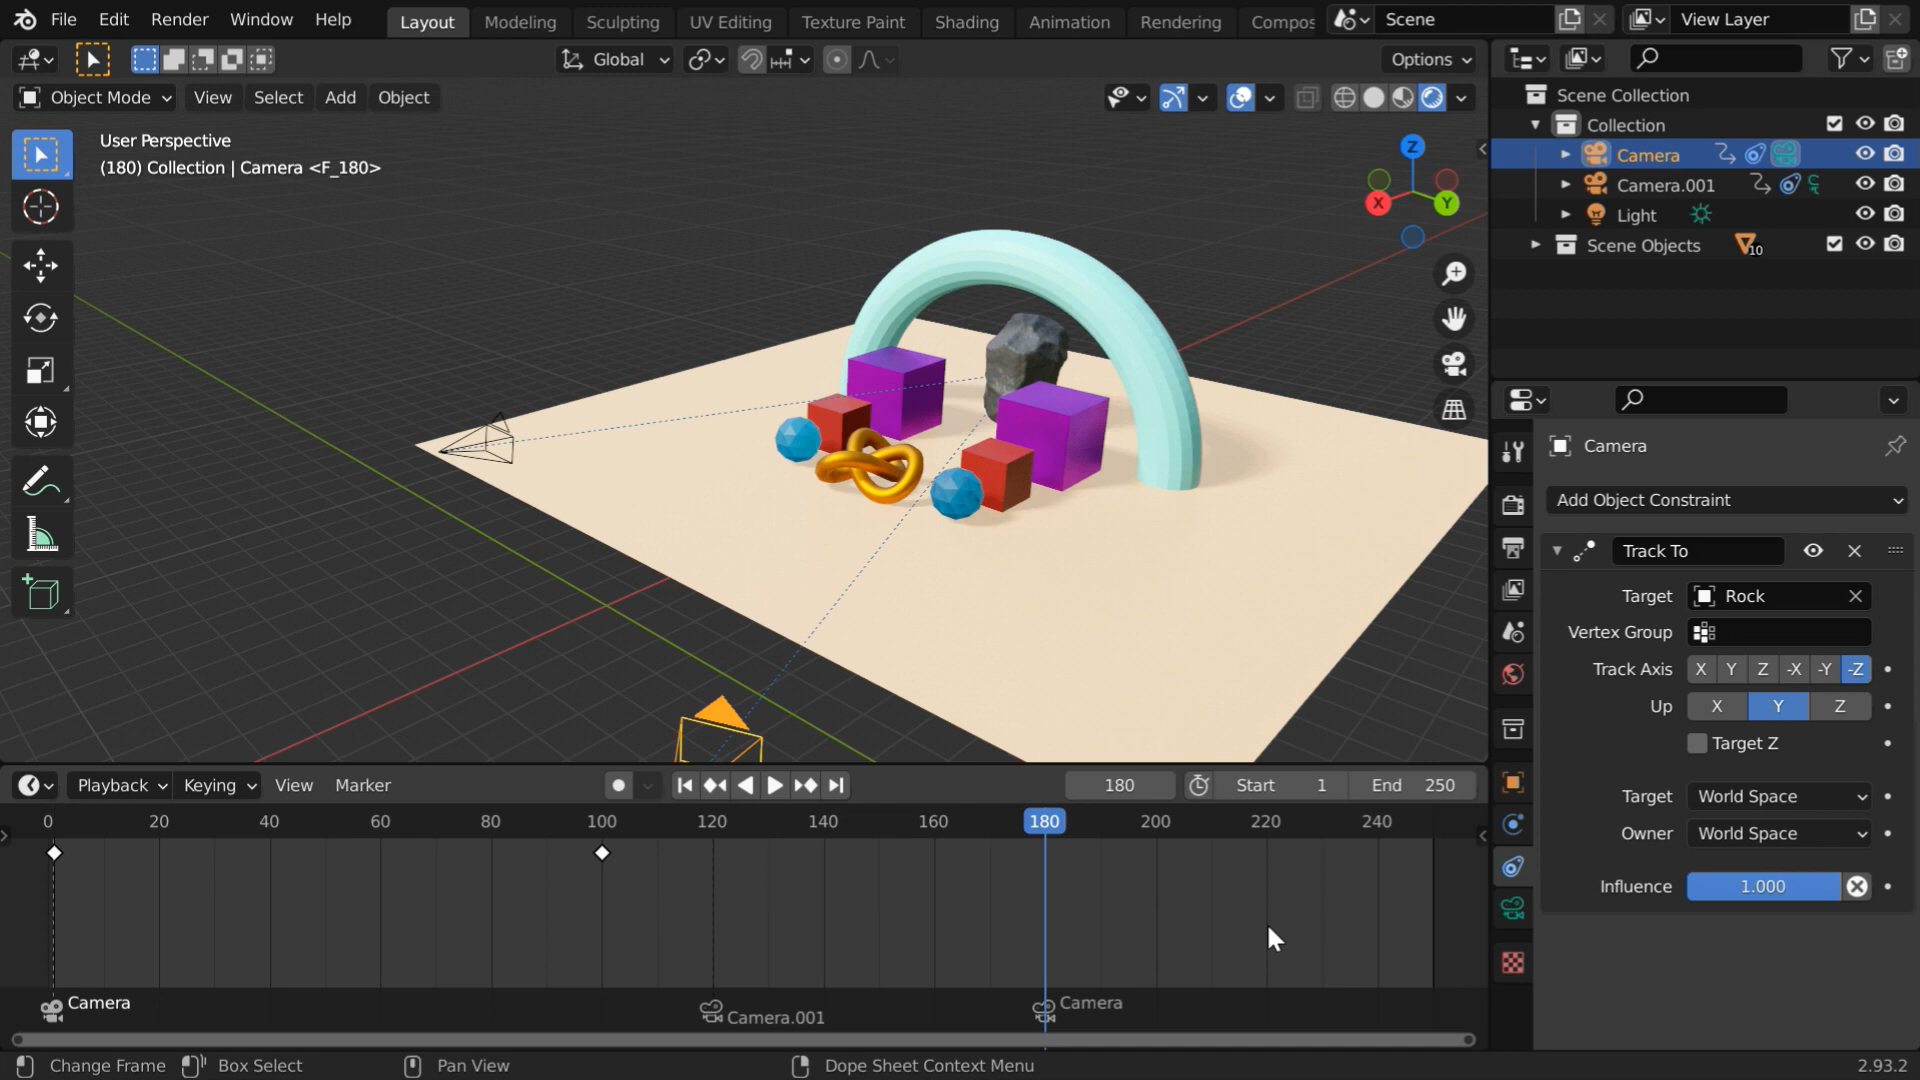 File Edit Render Window Help Layout Modeling Sculpting UV Editing Texture Paint Shading Animation Rendering Compos Scene View Layer
Global Options
Object Mode View Select Add Object
User Perspective
(180) Collection | Camera <F_180>
Z
X Y
Scene Collection
Collection
Camera
Camera.001
Light
Scene Objects 10
Camera
Add Object Constraint
Track To
Target Rock
Vertex Group
Track Axis X Y Z -X -Y -Z
Up X Y Z
Target Z
Target World Space
Owner World Space
Influence 1.000
Playback Keying View Marker 180 Start 1 End 250
0 20 40 60 80 100 120 140 160 180 200 220 240
Camera Camera.001 Camera
Change Frame Box Select Pan View Dope Sheet Context Menu 2.93.2